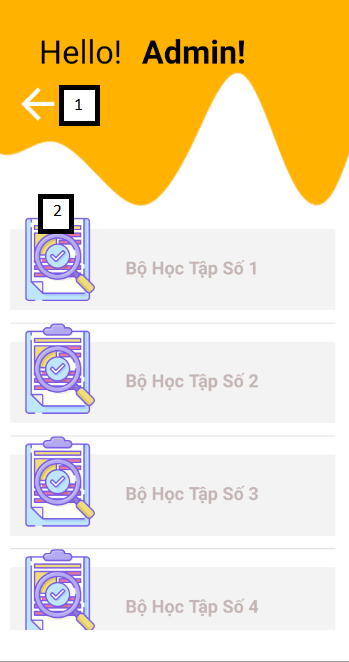 Hello! Admin!
1
2
Bộ Học Tập Số 1
Bộ Học Tập Số 2
Bộ Học Tập Số 3
Bộ Học Tập Số 4